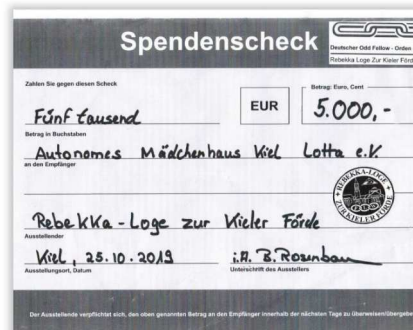 Spendenscheck
Deutscher Odd Fellow - Orden
Rebekka Loge Zur Kieler Förde
Zahlen Sie gegen diesen Scheck
Betrag: Euro, Cent
Fünf tausend
EUR
5.000,-
Betrag in Buchstaben
Autonomes Mädchenhaus Kiel Lotta e.V.
an den Empfänger
REBEKKA-LOGE
ZUR KIELER FÖRDE
Rebekka-Loge zur Kieler Förde
Ausstellender
Kiel, 25.10.2019
i.A. B. Rosenbaum
Ausstellungsort, Datum
Unterschrift des Ausstellers
Der Ausstellende verpflichtet sich, den oben genannten Betrag an den Empfänger innerhalb der nächsten Tage zu überweisen/übergeben